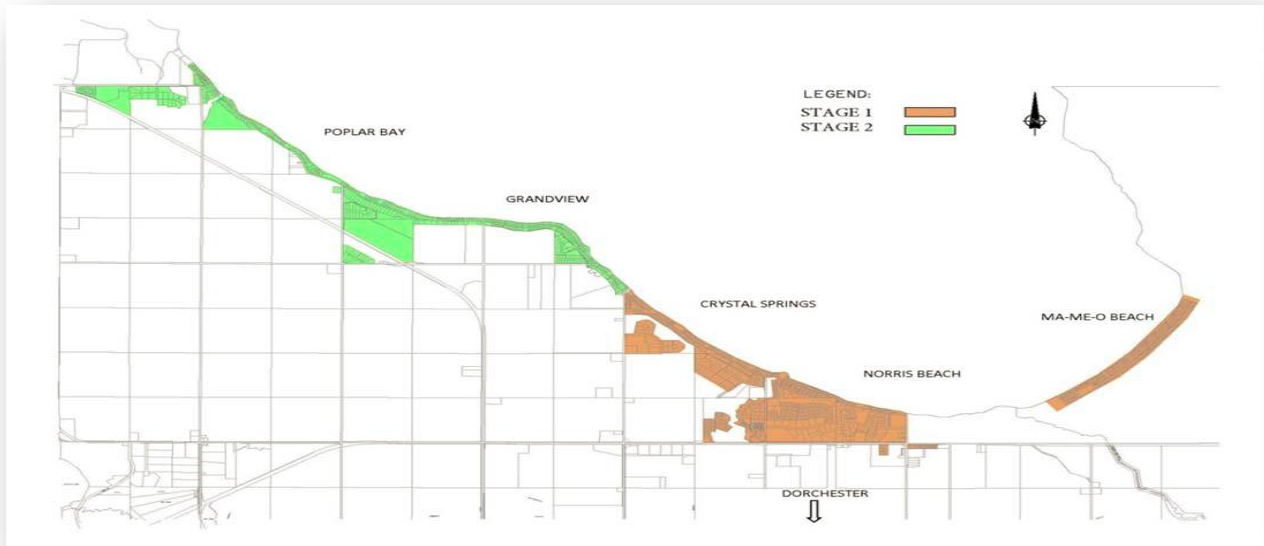 LEGEND:
STAGE 1
STAGE 2
POPLAR BAY
GRANDVIEW
CRYSTAL SPRINGS
MA-ME-O BEACH
NORRIS BEACH
DORCHESTER